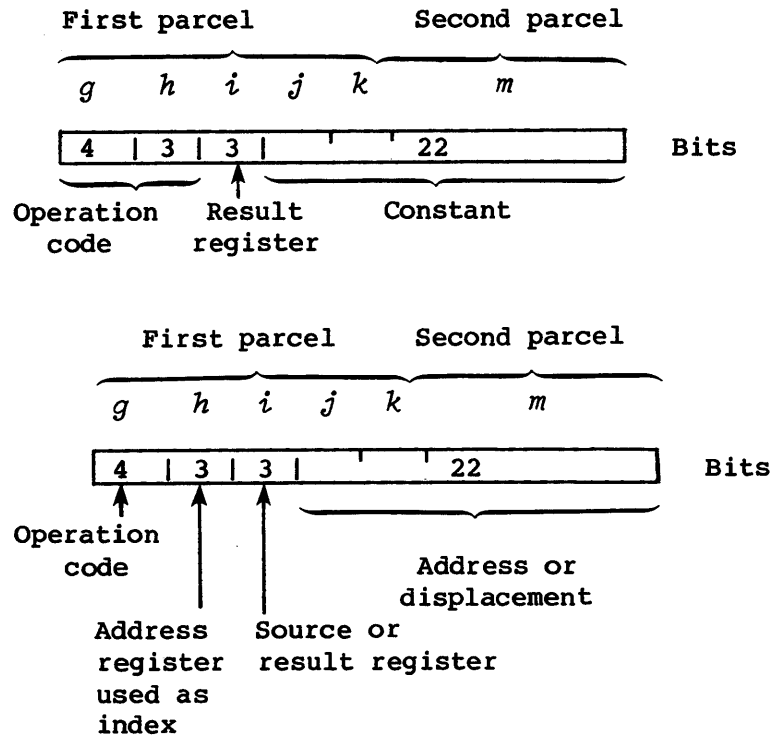 First parcel Second parcel
g h i j k m
4 | 3 | 3 | 22 Bits
Operation code
Result register
Constant
First parcel Second parcel
g h i j k m
4 | 3 | 3 | 22 Bits
Operation code
Address or displacement
Address register used as index
Source or result register